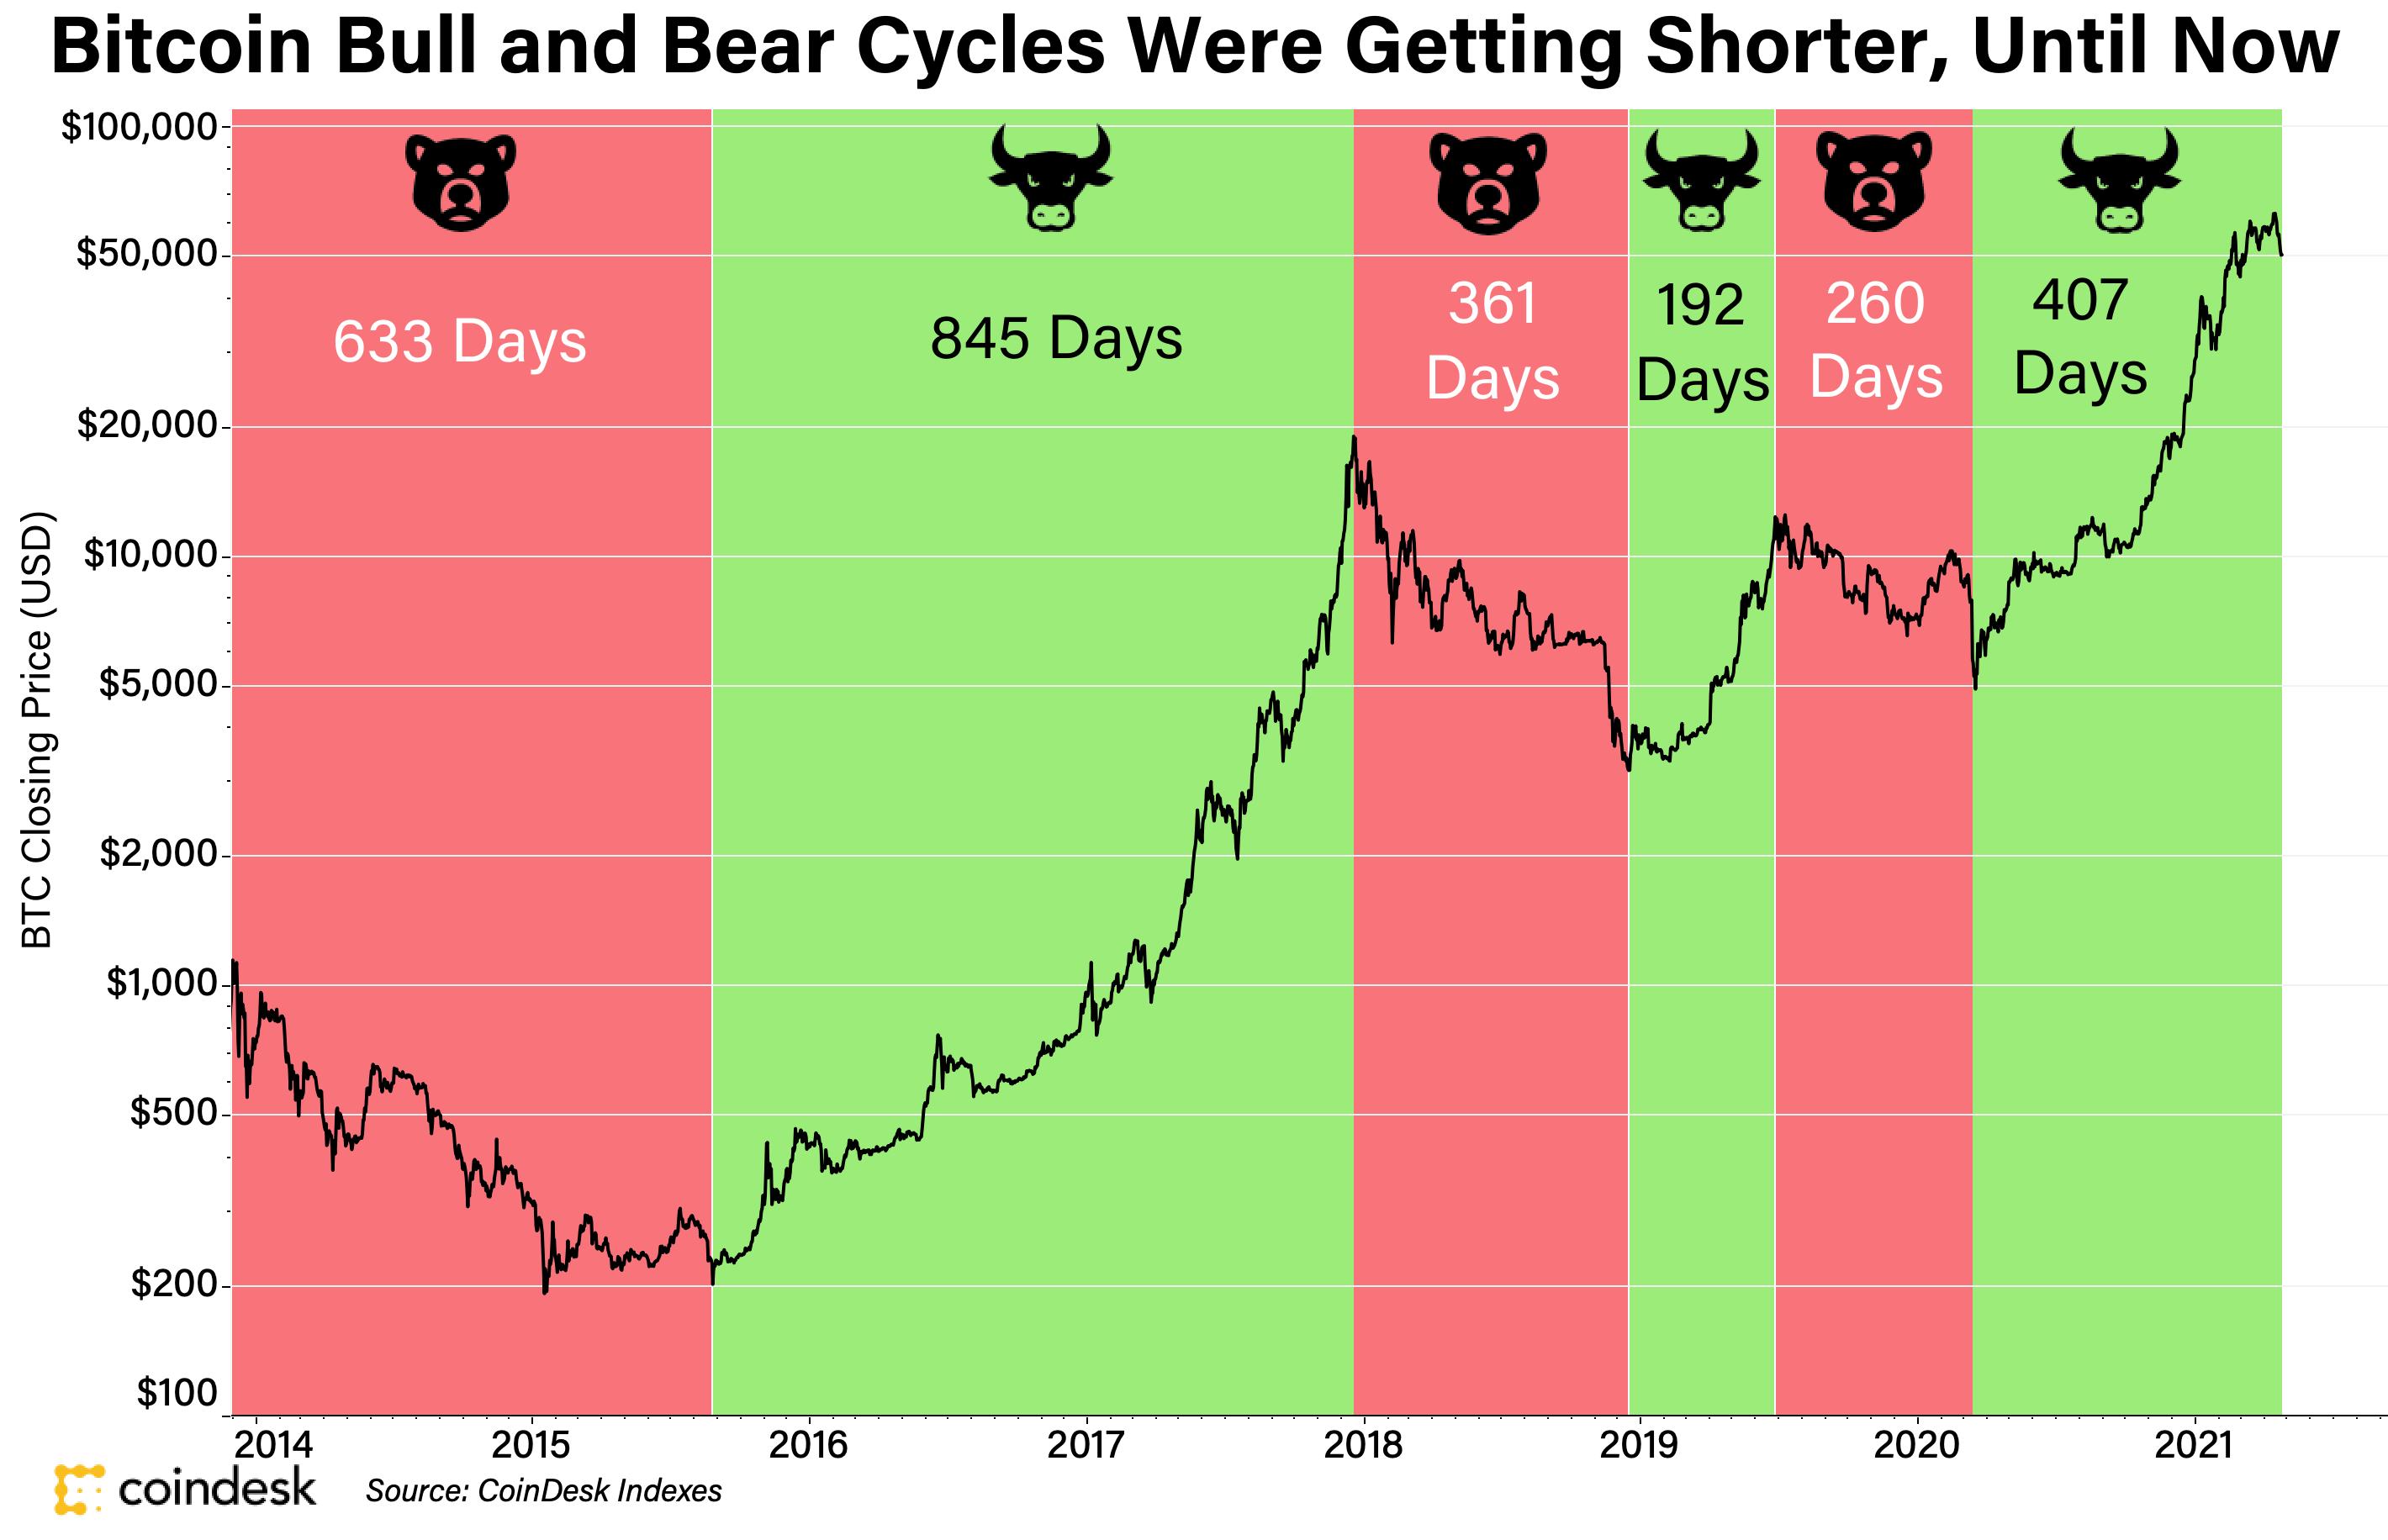 Bitcoin Bull and Bear Cycles Were Getting Shorter, Until Now
BTC Closing Price (USD)
$100,000
$50,000
$20,000
$10,000
$5,000
$2,000
$1,000
$500
$200
$100
633 Days
845 Days
361
Days
192
Days
260
Days
407
Days
2014
2015
2016
2017
2018
2019
2020
2021
coindesk
Source: CoinDesk Indexes